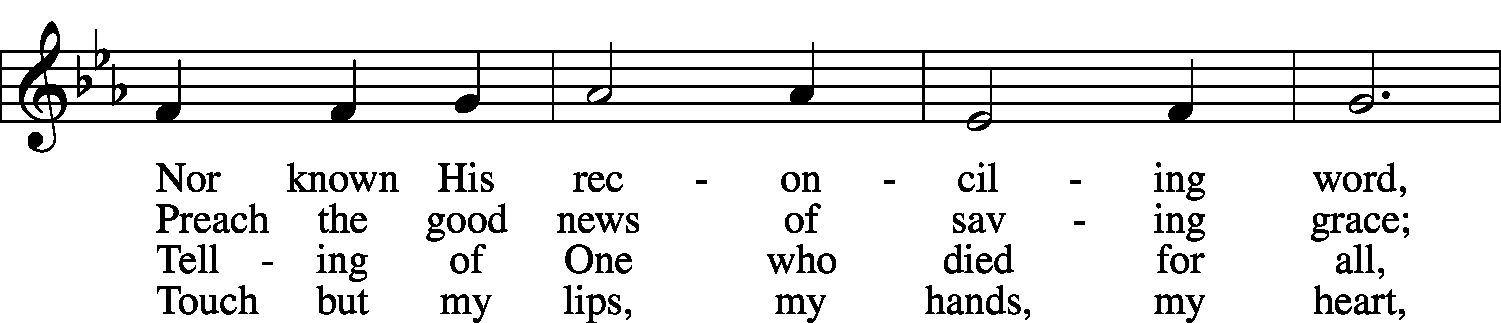 Nor known His rec - on - cil - ing word,
Preach the good news of sav - ing grace;
Tell - ing of One who died for all,
Touch but my lips, my hands, my heart,